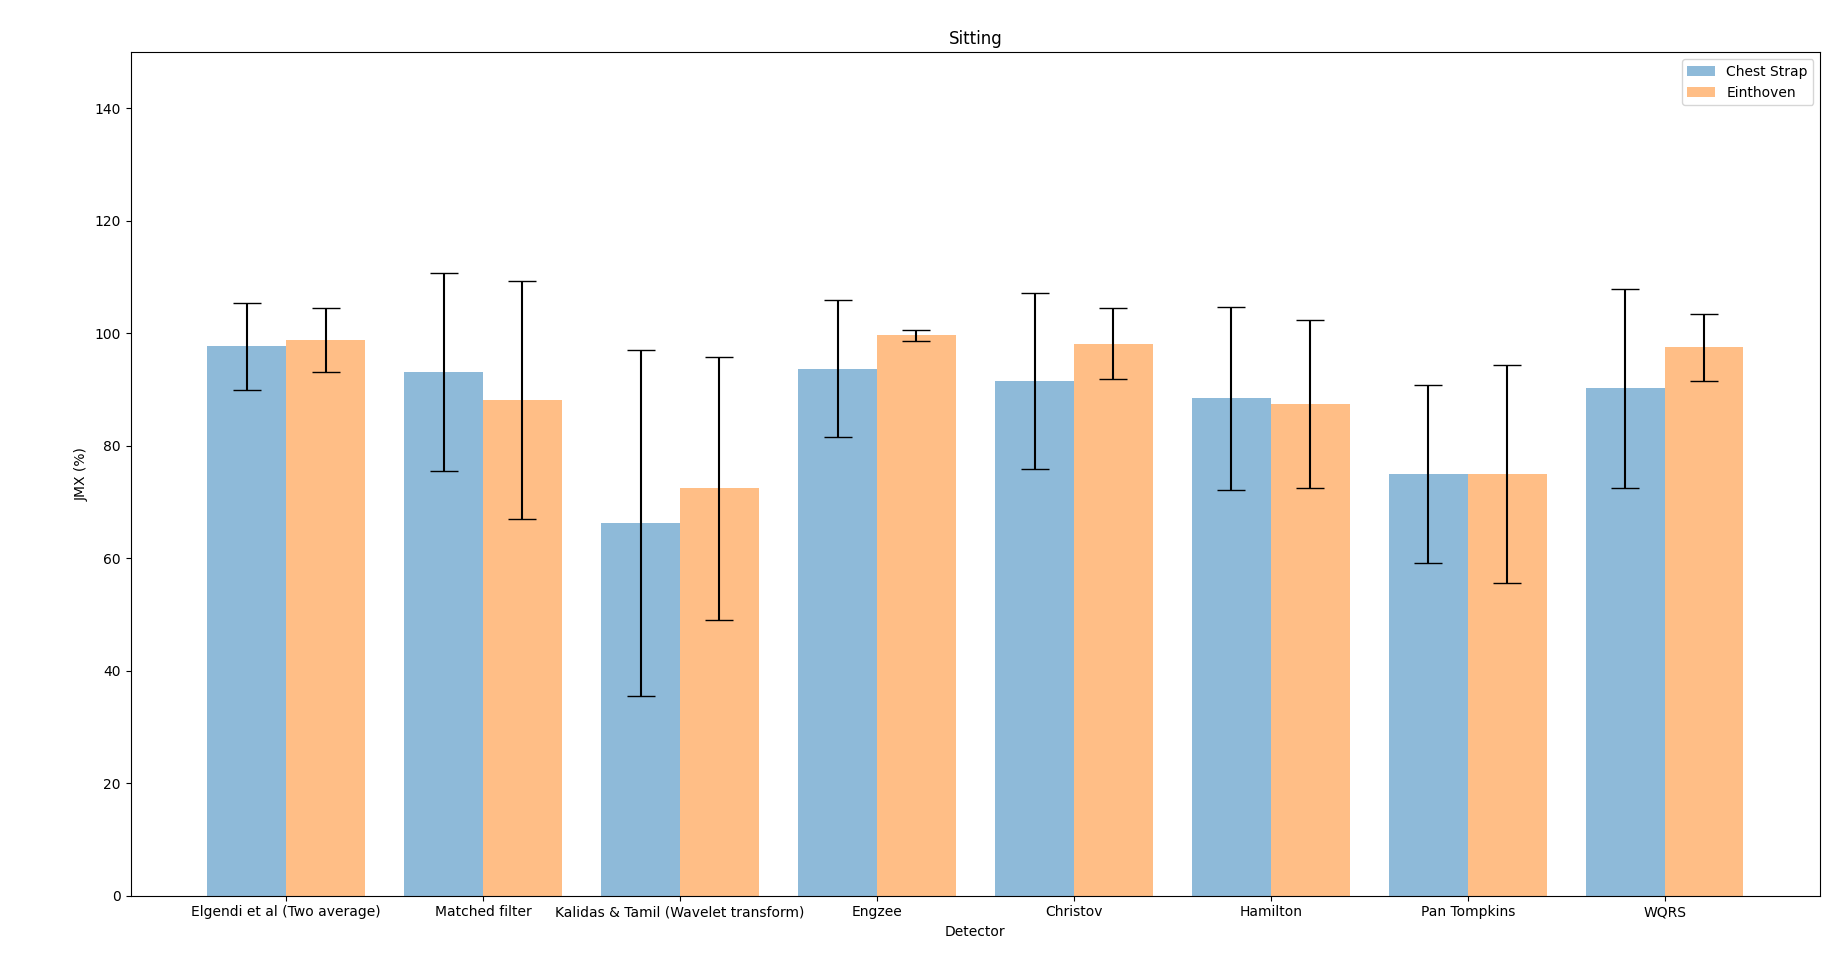 Sitting
Chest Strap
Einthoven
140
120
100
80
60
40
20
0
JMX (%)
Elgendi et al (Two average)
Matched filter
Kalidas & Tamil (Wavelet transform)
Engzee
Christov
Hamilton
Pan Tompkins
WQRS
Detector